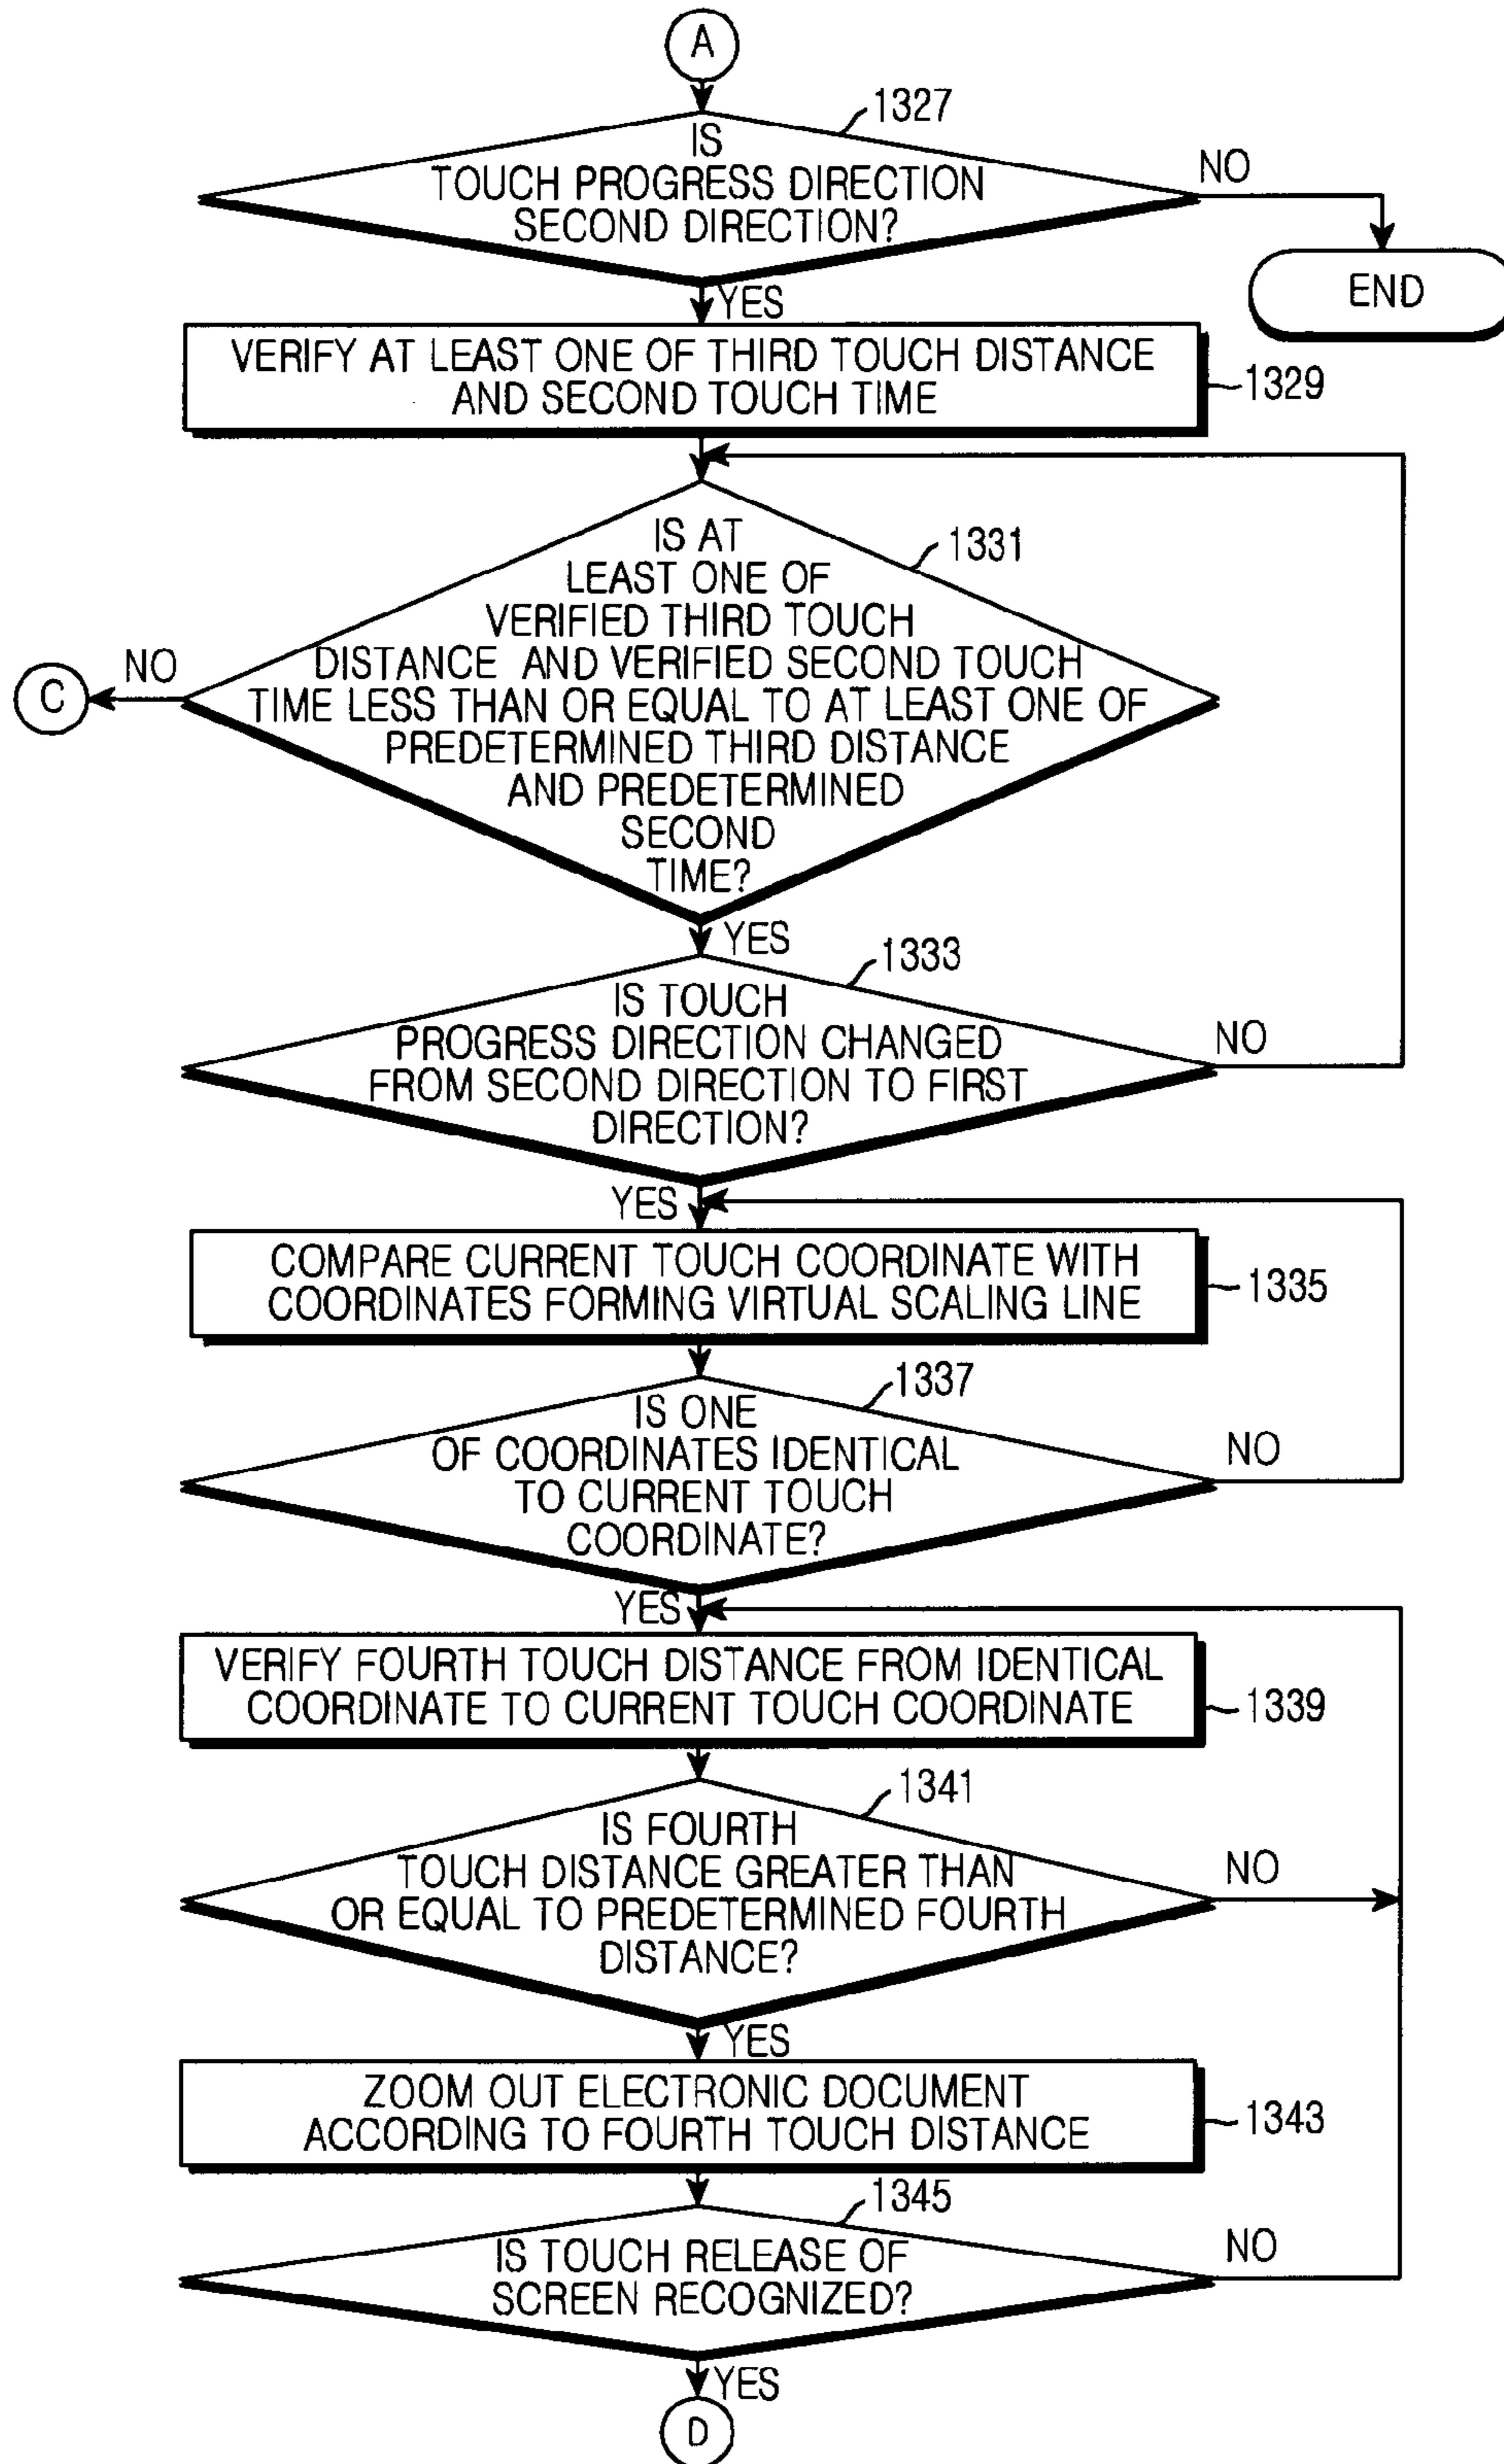 A
1327
IS
TOUCH PROGRESS DIRECTION
SECOND DIRECTION?
NO
END
YES
VERIFY AT LEAST ONE OF THIRD TOUCH DISTANCE
AND SECOND TOUCH TIME
1329
IS AT
LEAST ONE OF
VERIFIED THIRD TOUCH
DISTANCE AND VERIFIED SECOND TOUCH
TIME LESS THAN OR EQUAL TO AT LEAST ONE OF
PREDETERMINED THIRD DISTANCE
AND PREDETERMINED
SECOND
TIME?
1331
NO
C
YES
1333
IS TOUCH
PROGRESS DIRECTION CHANGED
FROM SECOND DIRECTION TO FIRST
DIRECTION?
NO
YES
COMPARE CURRENT TOUCH COORDINATE WITH
COORDINATES FORMING VIRTUAL SCALING LINE
1335
1337
IS ONE
OF COORDINATES IDENTICAL
TO CURRENT TOUCH
COORDINATE?
NO
YES
VERIFY FOURTH TOUCH DISTANCE FROM IDENTICAL
COORDINATE TO CURRENT TOUCH COORDINATE
1339
1341
IS FOURTH
TOUCH DISTANCE GREATER THAN
OR EQUAL TO PREDETERMINED FOURTH
DISTANCE?
NO
YES
ZOOM OUT ELECTRONIC DOCUMENT
ACCORDING TO FOURTH TOUCH DISTANCE
1343
1345
IS TOUCH RELEASE OF
SCREEN RECOGNIZED?
NO
YES
D